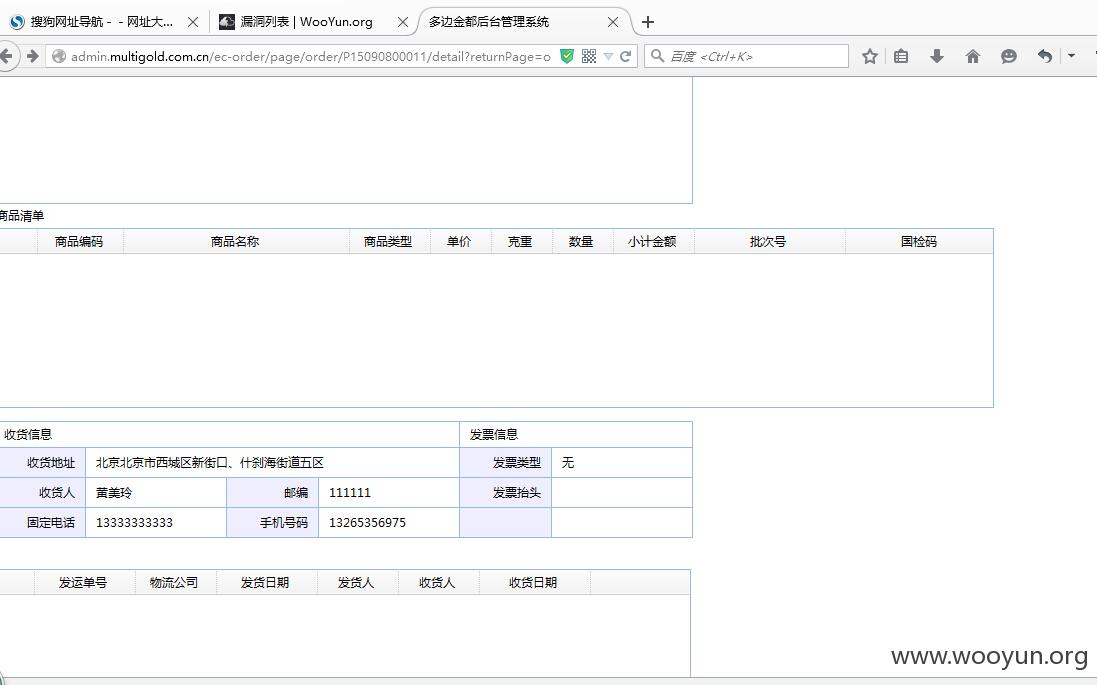 搜狗网址导航 - - 网址大... 漏洞列表 | WooYun.org 多边金都后台管理系统
admin.multigold.com.cn/ec-order/page/order/P15090800011/detail?returnPage=o 百度 <Ctrl+K>
商品清单
商品编码 商品名称 商品类型 单价 克重 数量 小计金额 批次号 国检码
收货信息 发票信息
收货地址 北京北京市西城区新街口、什刹海街道五区 发票类型 无
收货人 黄美玲 邮编 111111 发票抬头
固定电话 13333333333 手机号码 13265356975
发运单号 物流公司 发货日期 发货人 收货人 收货日期
www.wooyun.org